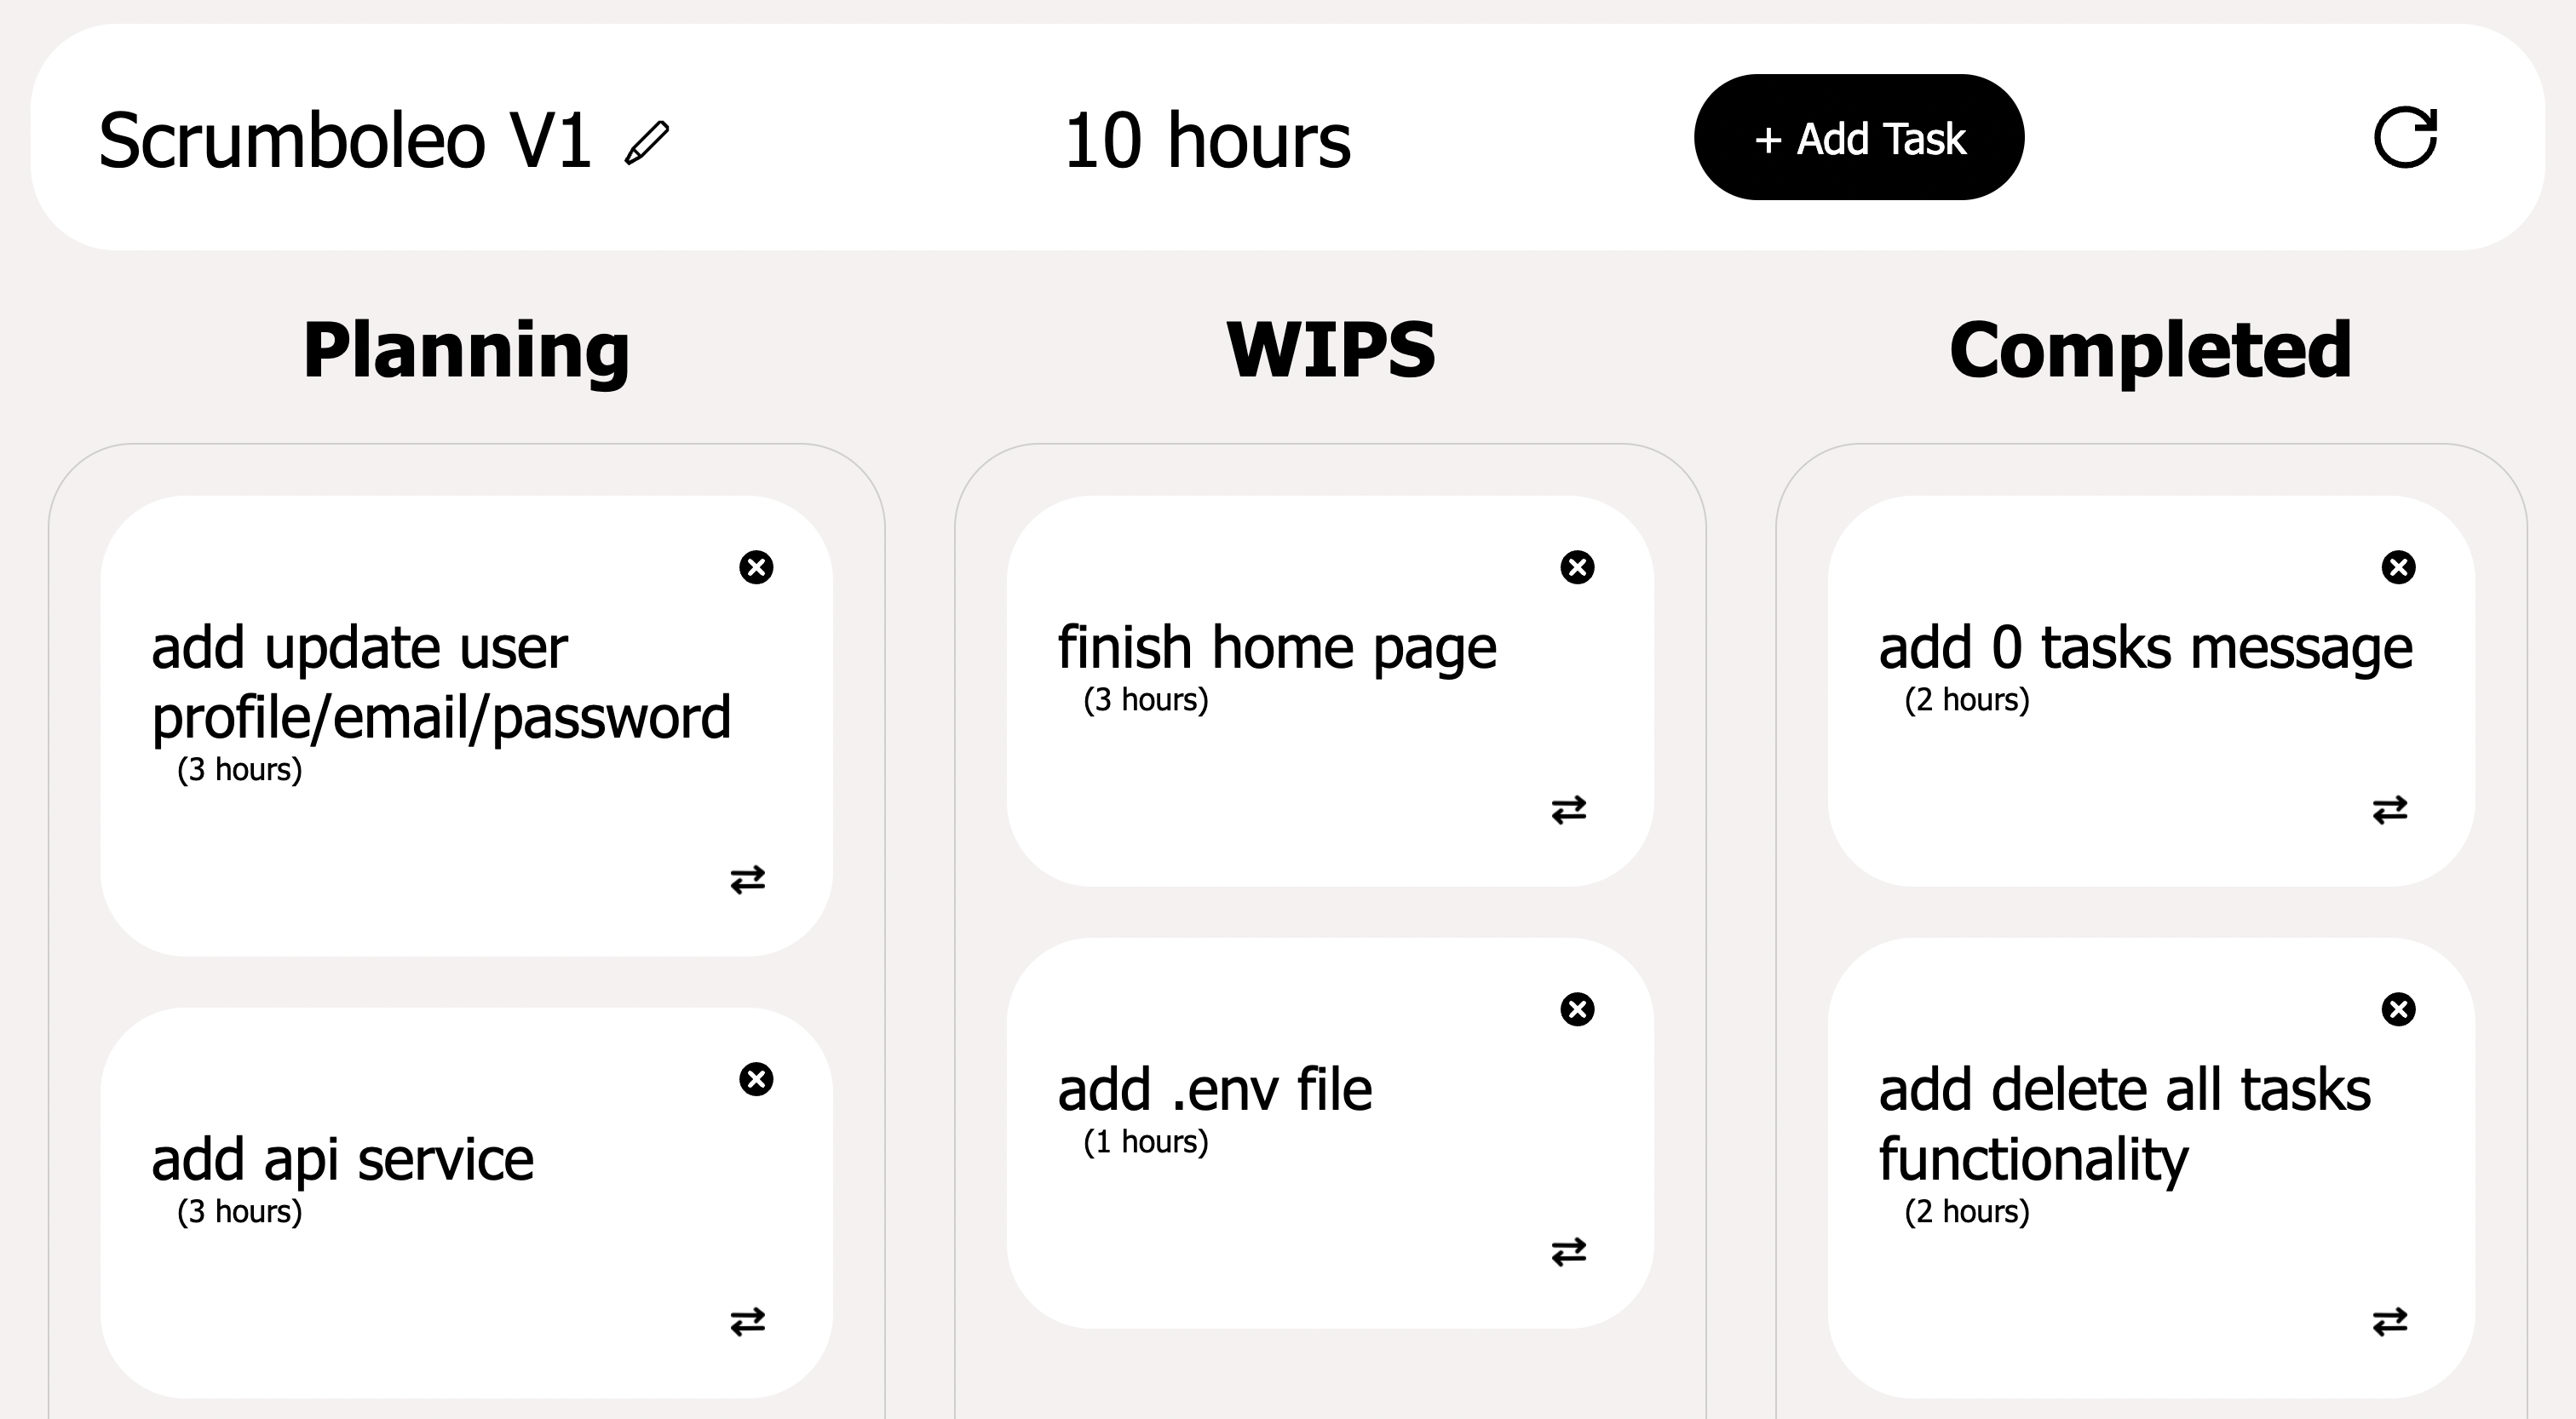 Scrumboleo V1
10 hours
+ Add Task
Planning
add update user
profile/email/password
(3 hours)
add api service
(3 hours)
WIPS
finish home page
(3 hours)
add .env file
(1 hours)
Completed
add 0 tasks message
(2 hours)
add delete all tasks
functionality
(2 hours)